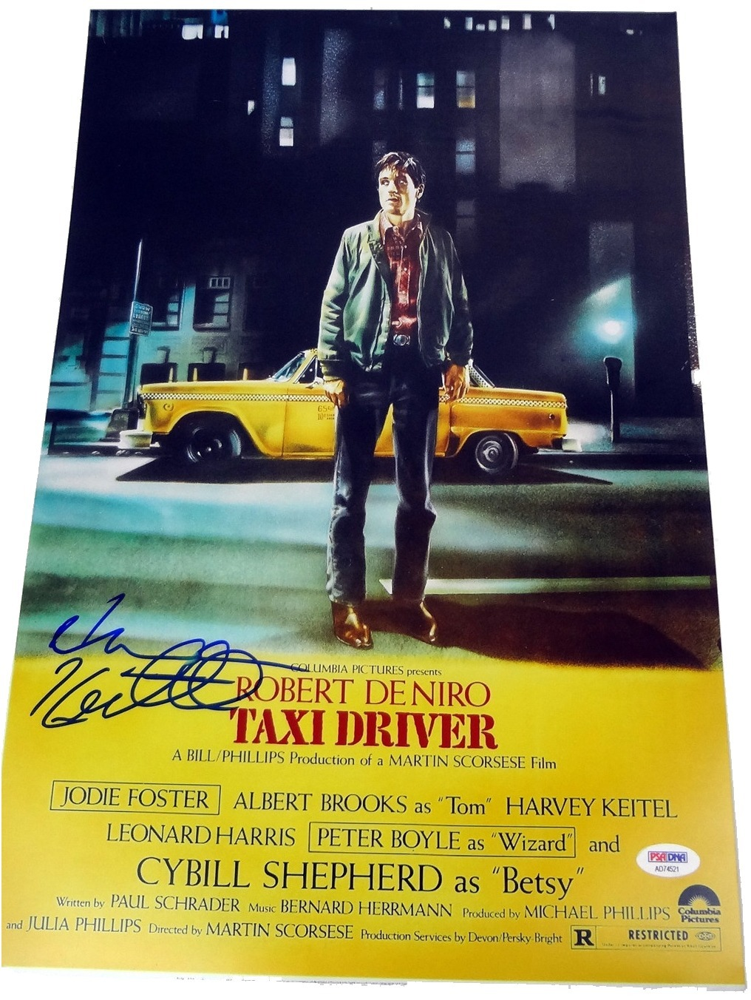 65¢
Harvey
Keitel
COLUMBIA PICTURES presents
ROBERT DE NIRO
TAXI DRIVER
A BILL/PHILLIPS Production of a MARTIN SCORSESE Film
JODIE FOSTER ALBERT BROOKS as "Tom" HARVEY KEITEL
LEONARD HARRIS PETER BOYLE as "Wizard" and
CYBILL SHEPHERD as "Betsy"
PSA DNA
AD74521
Written by PAUL SCHRADER Music BERNARD HERRMANN Produced by MICHAEL PHILLIPS
and JULIA PHILLIPS Directed by MARTIN SCORSESE Production Services by Devon/Persky-Bright
Columbia
Pictures
R RESTRICTED